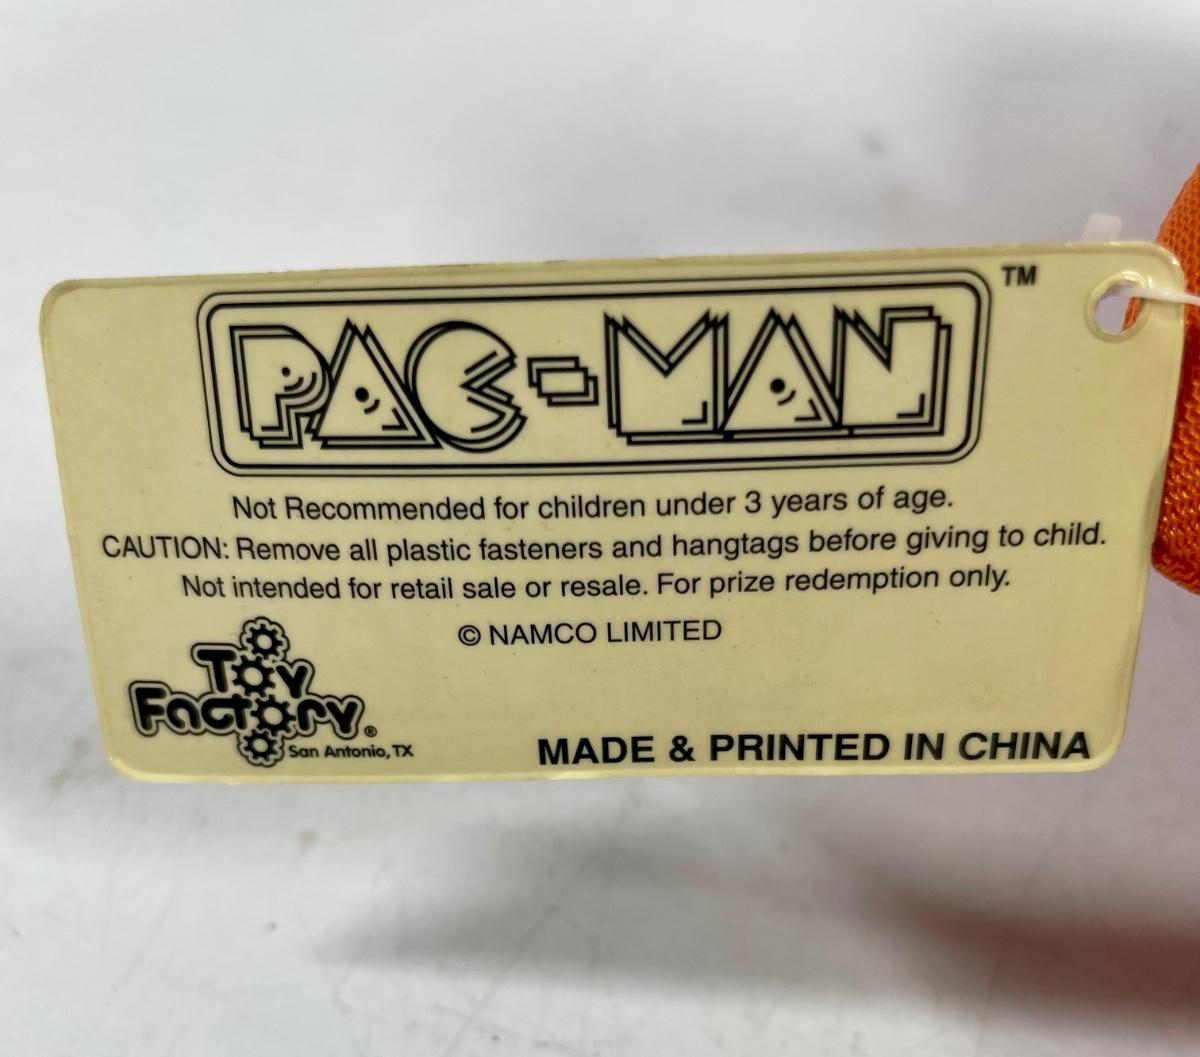 PAC-MAN™
Not Recommended for children under 3 years of age.
CAUTION: Remove all plastic fasteners and hangtags before giving to child.
Not intended for retail sale or resale. For prize redemption only.
© NAMCO LIMITED
Toy
Factory®
San Antonio, TX
MADE & PRINTED IN CHINA